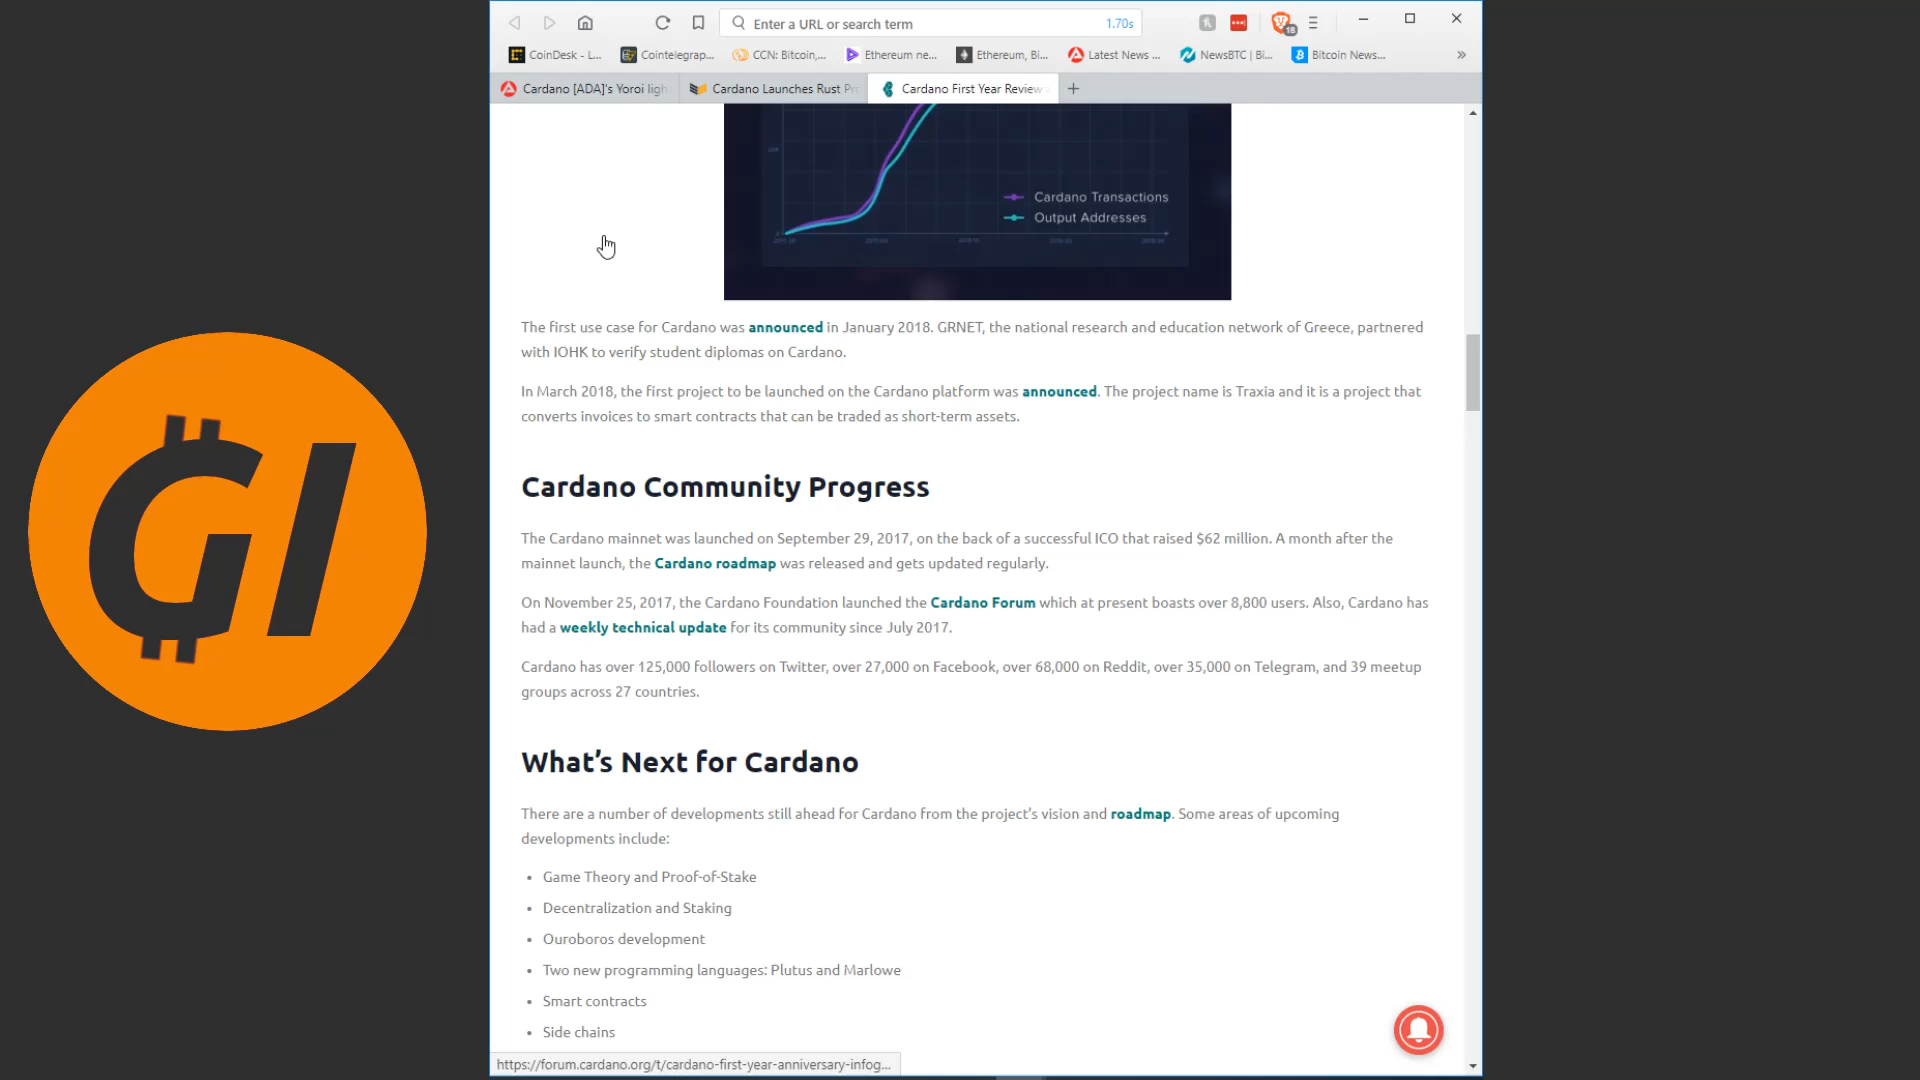 Enter a URL or search term
1.70s
18
CoinDesk - L...
Cointelegrap...
CCN: Bitcoin,...
Ethereum ne...
Ethereum, Bi...
Latest News ...
NewsBTC | Bi...
Bitcoin News...
Cardano [ADA]'s Yoroi ligh
Cardano Launches Rust Pr
Cardano First Year Review
Cardano Transactions
Output Addresses
The first use case for Cardano was announced in January 2018. GRNET, the national research and education network of Greece, partnered
with IOHK to verify student diplomas on Cardano.
In March 2018, the first project to be launched on the Cardano platform was announced. The project name is Traxia and it is a project that
converts invoices to smart contracts that can be traded as short-term assets.
GI
Cardano Community Progress
The Cardano mainnet was launched on September 29, 2017, on the back of a successful ICO that raised $62 million. A month after the
mainnet launch, the Cardano roadmap was released and gets updated regularly.
On November 25, 2017, the Cardano Foundation launched the Cardano Forum which at present boasts over 8,800 users. Also, Cardano has
had a weekly technical update for its community since July 2017.
Cardano has over 125,000 followers on Twitter, over 27,000 on Facebook, over 68,000 on Reddit, over 35,000 on Telegram, and 39 meetup
groups across 27 countries.
What's Next for Cardano
There are a number of developments still ahead for Cardano from the project's vision and roadmap. Some areas of upcoming
developments include:
• Game Theory and Proof-of-Stake
• Decentralization and Staking
• Ouroboros development
• Two new programming languages: Plutus and Marlowe
• Smart contracts
• Side chains
https://forum.cardano.org/t/cardano-first-year-anniversary-infog...